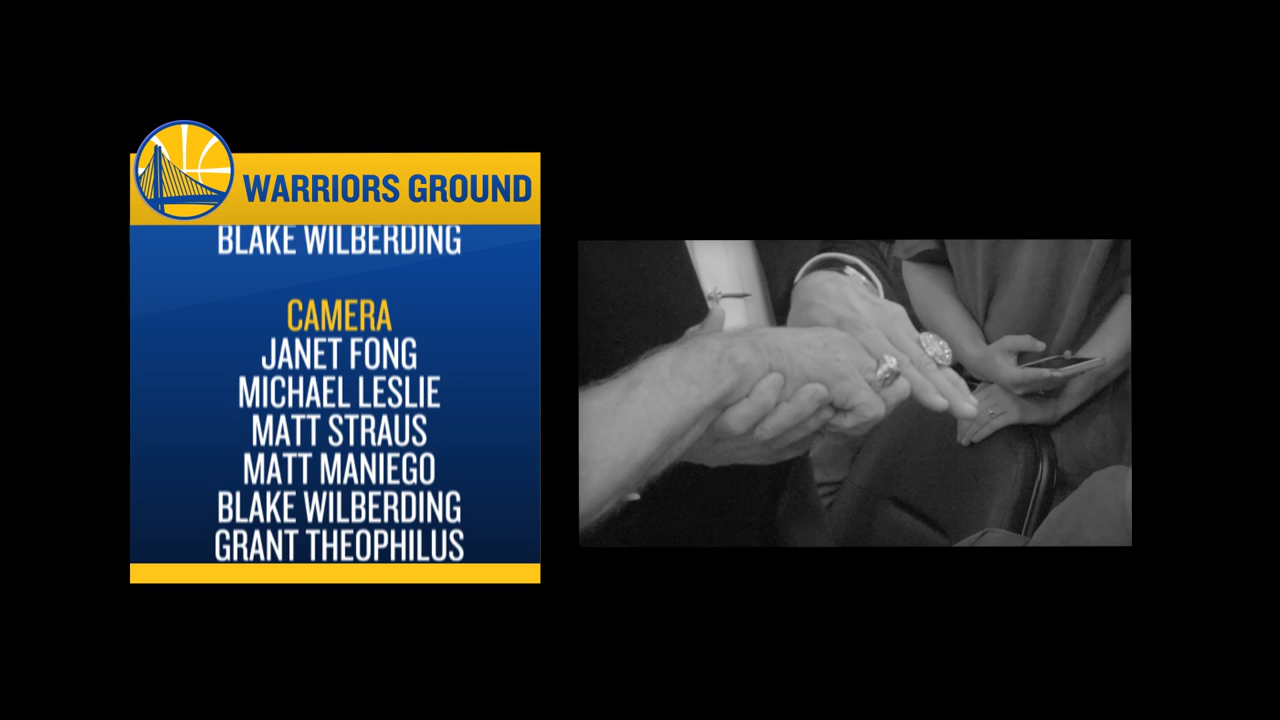 WARRIORS GROUND
BLAKE WILBERDING
CAMERA
JANET FONG
MICHAEL LESLIE
MATT STRAUS
MATT MANIEGO
BLAKE WILBERDING
GRANT THEOPHILUS